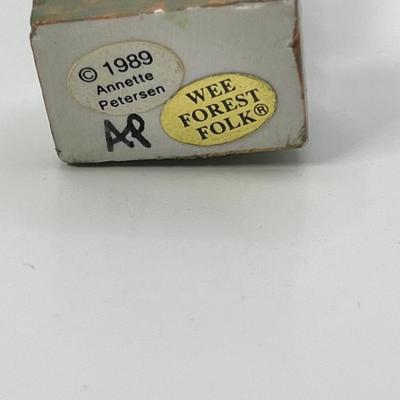 © 1989
Annette
Petersen
WEE
FOREST
FOLK®
AP